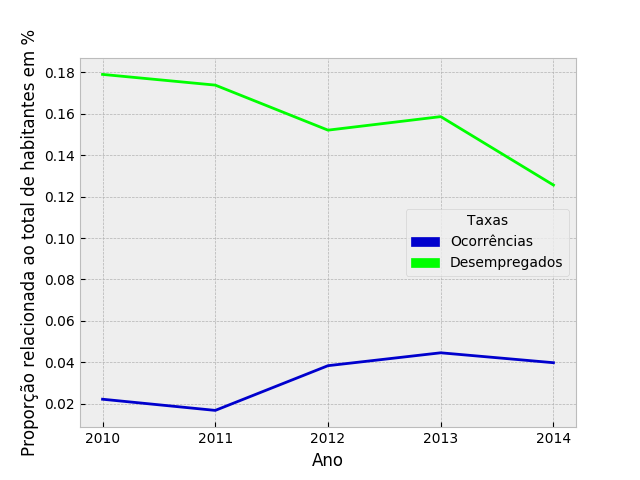 Proporção relacionada ao total de habitantes em %
0.18
0.16
0.14
0.12
0.10
0.08
0.06
0.04
0.02
Taxas
Ocorrências
Desempregados
2010 2011 2012 2013 2014
Ano